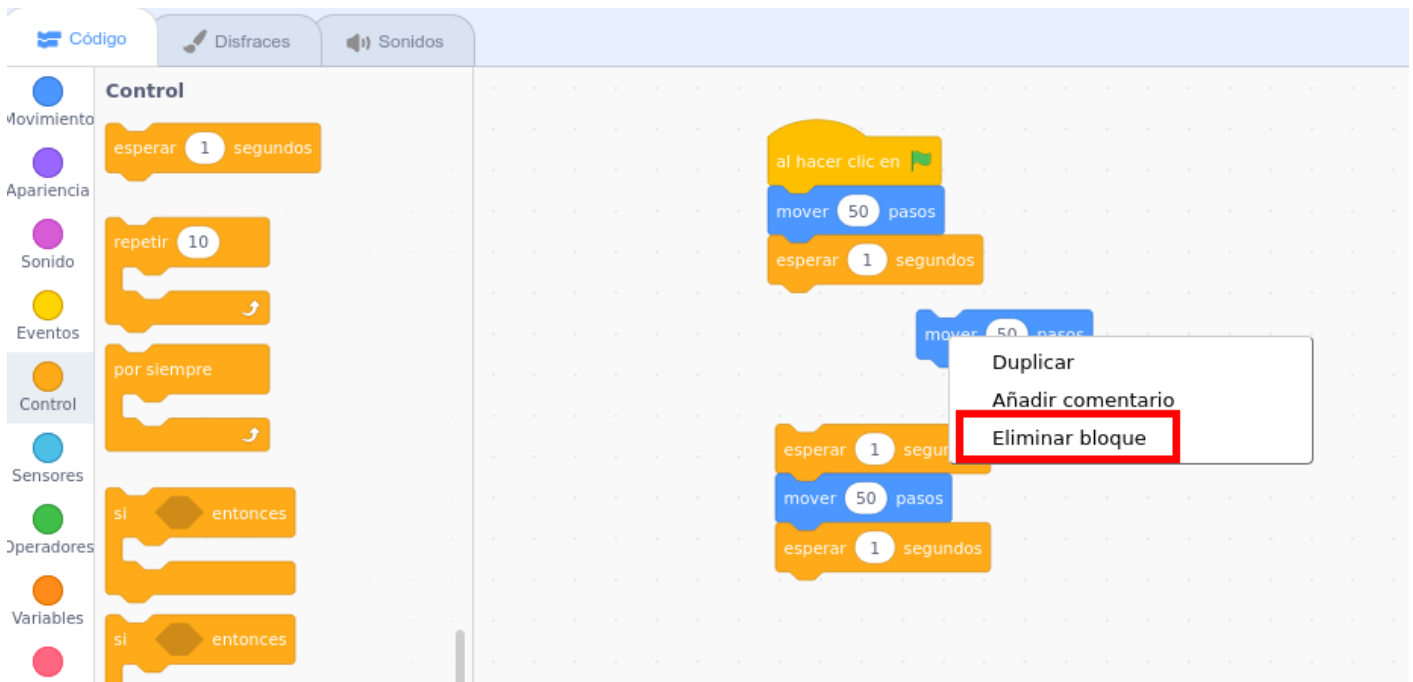 Código
Disfraces
Sonidos
Movimiento
Apariencia
Sonido
Eventos
Control
Sensores
Operadores
Variables
Control
esperar 1 segundos
repetir 10
por siempre
si entonces
si entonces
al hacer clic en
mover 50 pasos
esperar 1 segundos
mover 50 pasos
Duplicar
Añadir comentario
Eliminar bloque
esperar 1 segun
mover 50 pasos
esperar 1 segundos